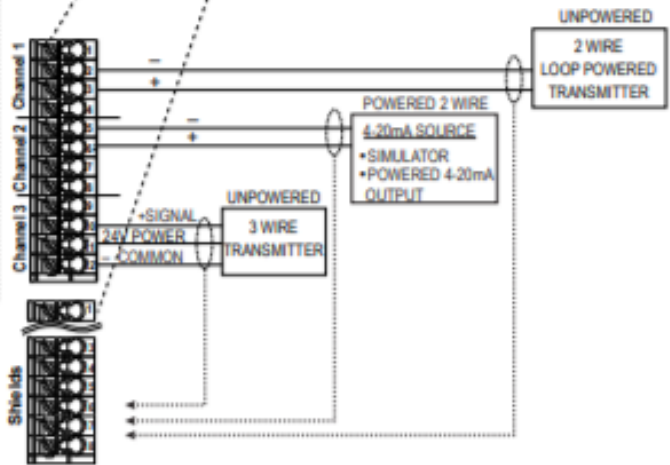 UNPOWERED
2 WIRE
LOOP POWERED
TRANSMITTER
Channel 1
1
2
3
4
−
+
POWERED 2 WIRE
4-20mA SOURCE
•SIMULATOR
•POWERED 4-20mA
OUTPUT
Channel 2
5
6
7
8
−
+
UNPOWERED
3 WIRE
TRANSMITTER
Channel 3
9
10
11
12
+SIGNAL
24V POWER
− COMMON
1
Shields